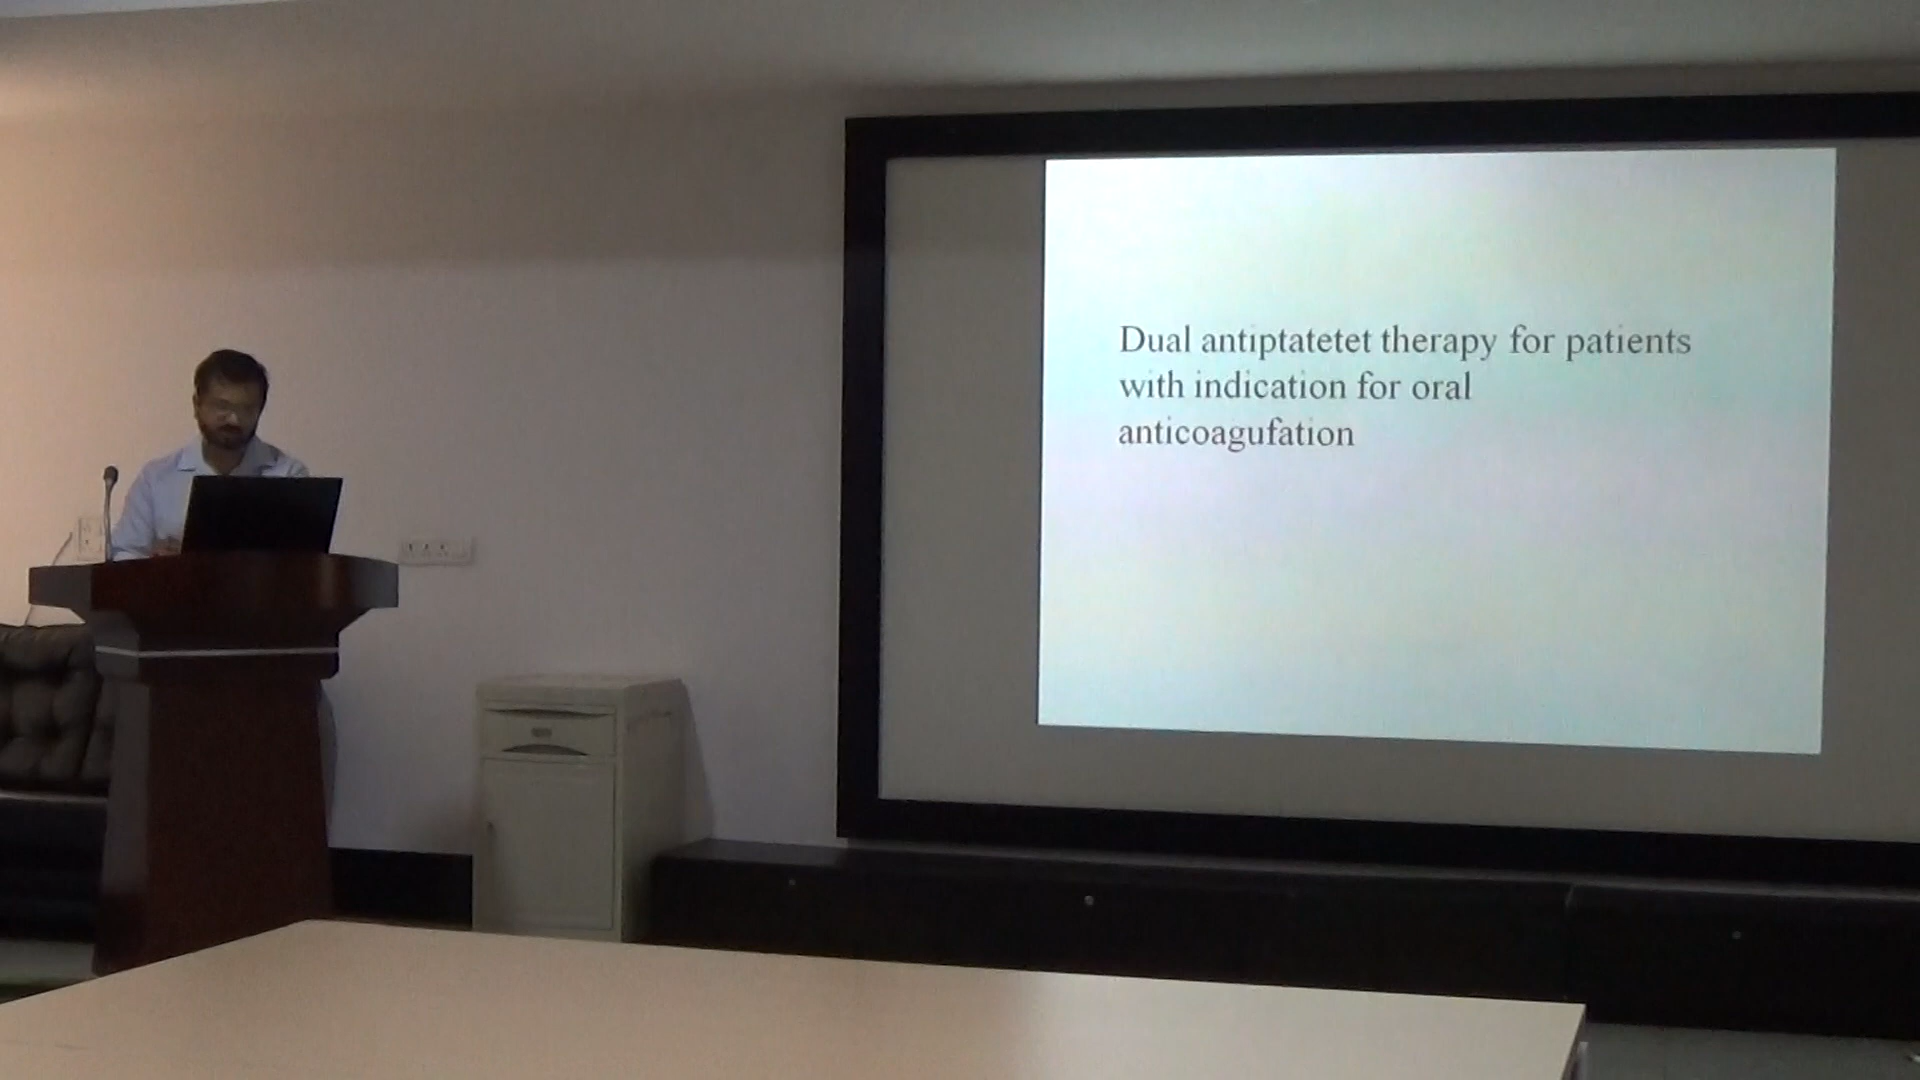 Dual antiptatetet therapy for patients
with indication for oral
anticoagufation